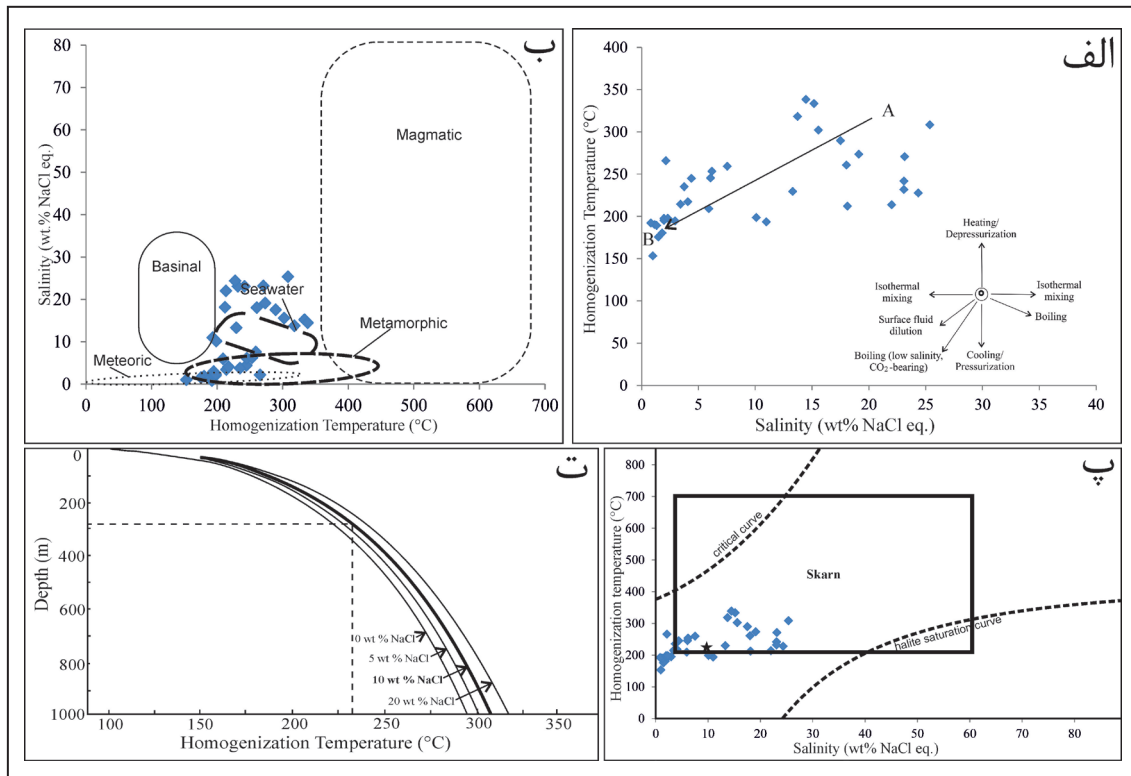 ب
80
70
60
50
40
30
20
10
0
Salinity (wt.% NaCl eq.)
Magmatic
Basinal
Seawater
Metamorphic
Meteoric
0 100 200 300 400 500 600 700
Homogenization Temperature (°C)
الف
400
350
300
250
200
150
100
50
0
Homogenization Temperature (°C)
A
B
Heating/
Depressurization
Isothermal
mixing
Isothermal
mixing
Surface fluid
dilution
Boiling
Boiling (low salinity,
CO2-bearing)
Cooling/
Pressurization
0 5 10 15 20 25 30 35 40
Salinity (wt% NaCl eq.)
ت
0
200
400
600
800
1000
Depth (m)
0 wt % NaCl
5 wt % NaCl
10 wt % NaCl
20 wt % NaCl
100 150 200 250 300 350
Homogenization Temperature (°C)
پ
800
700
600
500
400
300
200
100
0
Homogenization temperature (°C)
critical curve
Skarn
halite saturation curve
0 10 20 30 40 50 60 70 80
Salinity (wt% NaCl eq.)